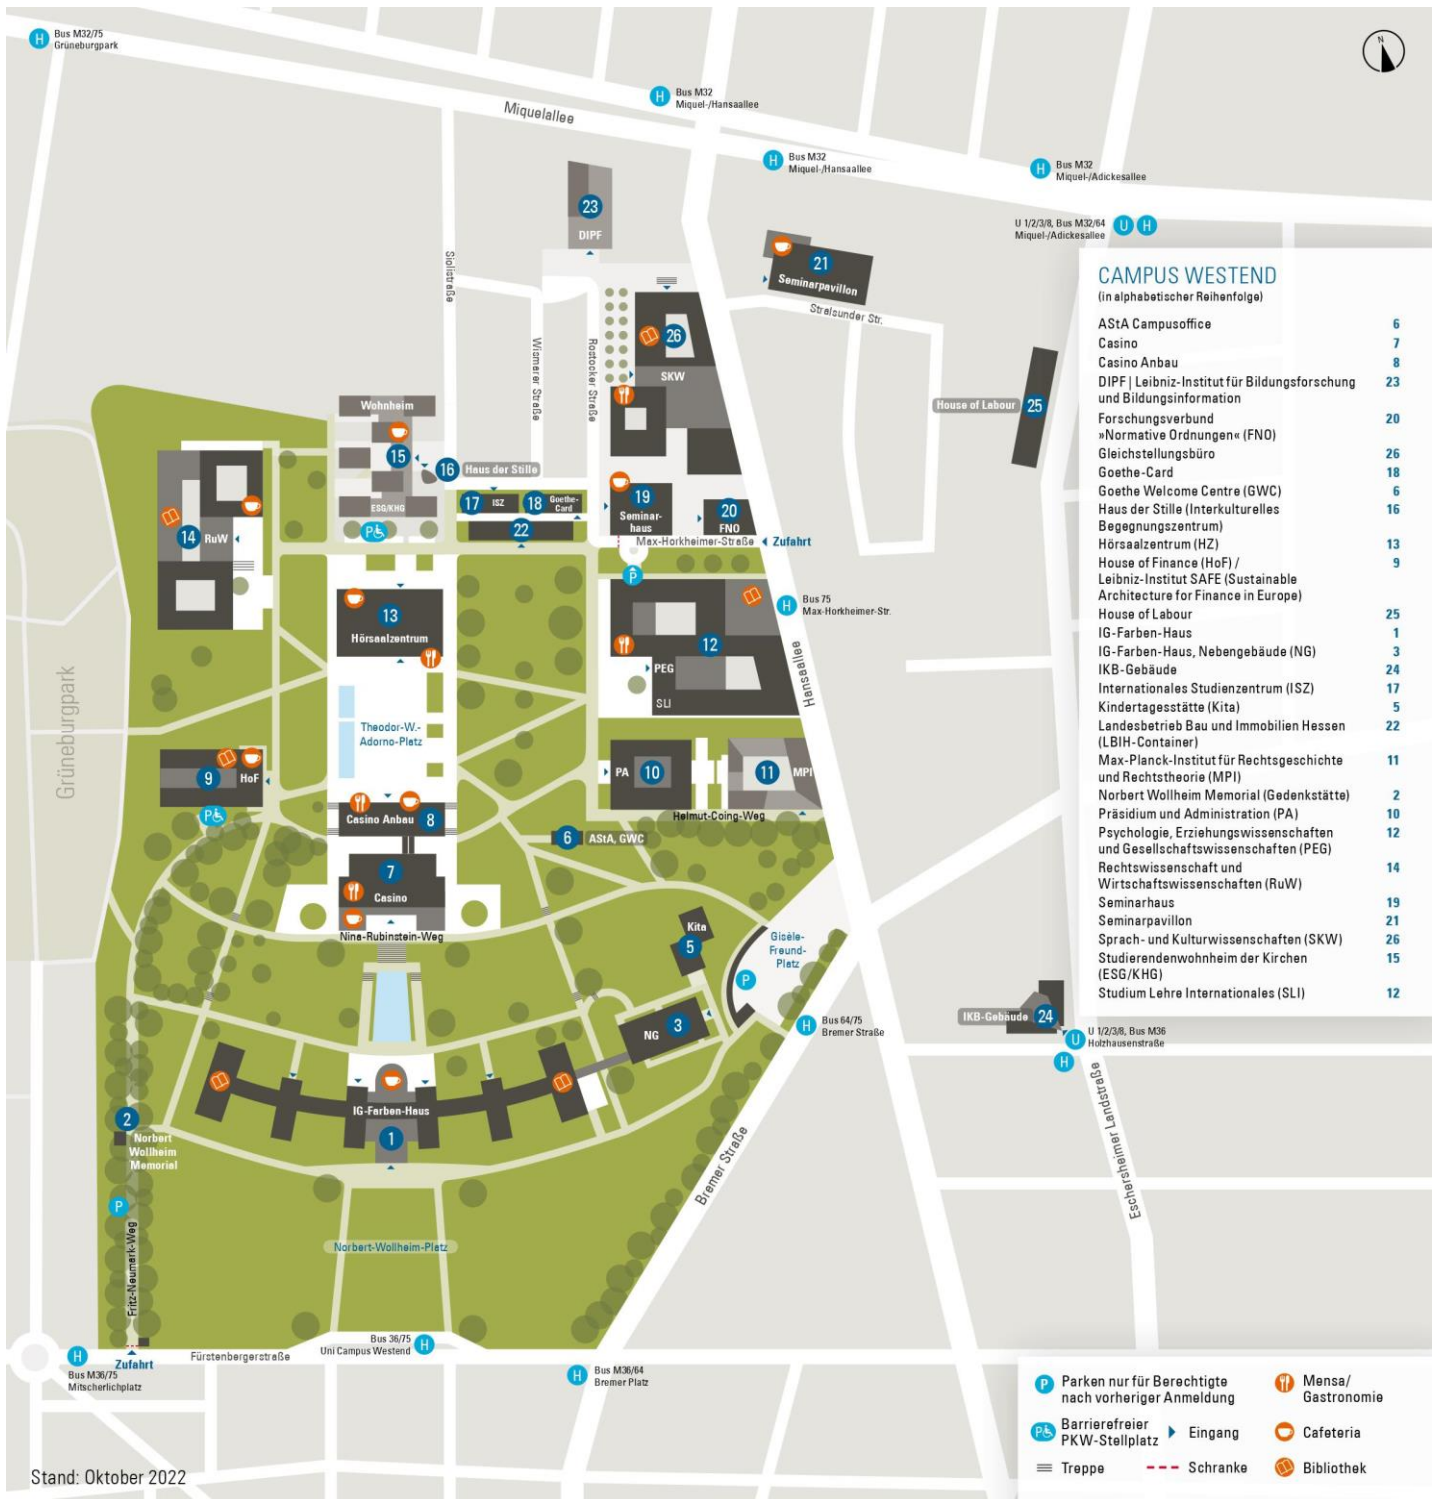 Bus M32/75
Grüneburgpark
N
Bus M32
Miquel-/Hansaallee
Miquelallee
Bus M32
Miquel-/Hansaallee
Bus M32
Miquel-/Adickesallee
U 1/2/3/8, Bus M32/64
Miquel-/Adickesallee
23
DIPF
Siolistraße
21
Seminarpavillon
Stralsunder Str.
Wismarer Straße
Rostocker Straße
26
SKW
House of Labour
25
Wohnheim
15
16
Haus der Stille
ESG/KHG
17
ISZ
18
Goethe-
Card
22
19
Seminar-
haus
20
FNO
Max-Horkheimer-Straße
Zufahrt
14
RuW
P
P
13
Hörsaalzentrum
Bus 75
Max-Horkheimer-Str.
12
PEG
SLI
Hansaallee
Grüneburgpark
Theodor-W.-
Adorno-Platz
9
HoF
P
PA
10
11
MPI
Helmut-Coing-Weg
Casino Anbau
8
6
AStA, GWC
7
Casino
Nina-Rubinstein-Weg
Kita
5
Gisèle-
Freund-
Platz
P
3
NG
Bus 64/75
Bremer Straße
IKB-Gebäude
24
U 1/2/3/8, Bus M36
Holzhausenstraße
IG-Farben-Haus
1
2
Norbert
Wollheim
Memorial
P
Fritz-Neumark-Weg
Bremer Straße
Eschersheimer Landstraße
Norbert-Wollheim-Platz
Bus 36/75
Uni Campus Westend
Zufahrt
Fürstenbergerstraße
Bus M36/75
Mitscherlichplatz
Bus M36/64
Bremer Platz
CAMPUS WESTEND
(in alphabetischer Reihenfolge)
AStA Campusoffice 6
Casino 7
Casino Anbau 8
DIPF | Leibniz-Institut für Bildungsforschung 23
und Bildungsinformation
Forschungsverbund 20
»Normative Ordnungen« (FNO)
Gleichstellungsbüro 26
Goethe-Card 18
Goethe Welcome Centre (GWC) 6
Haus der Stille (Interkulturelles 16
Begegnungszentrum)
Hörsaalzentrum (HZ) 13
House of Finance (HoF) / 9
Leibniz-Institut SAFE (Sustainable
Architecture for Finance in Europe)
House of Labour 25
IG-Farben-Haus 1
IG-Farben-Haus, Nebengebäude (NG) 3
IKB-Gebäude 24
Internationales Studienzentrum (ISZ) 17
Kindertagesstätte (Kita) 5
Landesbetrieb Bau und Immobilien Hessen 22
(LBIH-Container)
Max-Planck-Institut für Rechtsgeschichte 11
und Rechtstheorie (MPI)
Norbert Wollheim Memorial (Gedenkstätte) 2
Präsidium und Administration (PA) 10
Psychologie, Erziehungswissenschaften 12
und Gesellschaftswissenschaften (PEG)
Rechtswissenschaft und 14
Wirtschaftswissenschaften (RuW)
Seminarhaus 19
Seminarpavillon 21
Sprach- und Kulturwissenschaften (SKW) 26
Studierendenwohnheim der Kirchen 15
(ESG/KHG)
Studium Lehre Internationales (SLI) 12
P Parken nur für Berechtigte
nach vorheriger Anmeldung
Mensa/
Gastronomie
P Barrierefreier
PKW-Stellplatz
Eingang
Cafeteria
Treppe
Schranke
Bibliothek
Stand: Oktober 2022